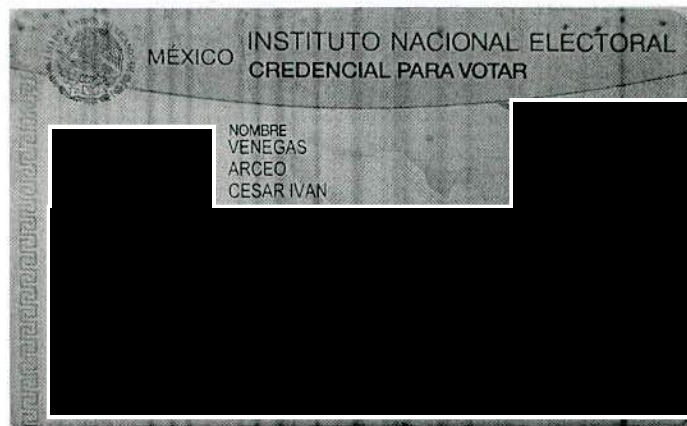 MÉXICO
INSTITUTO NACIONAL ELECTORAL
CREDENCIAL PARA VOTAR
NOMBRE
VENEGAS
ARCEO
CESAR IVAN